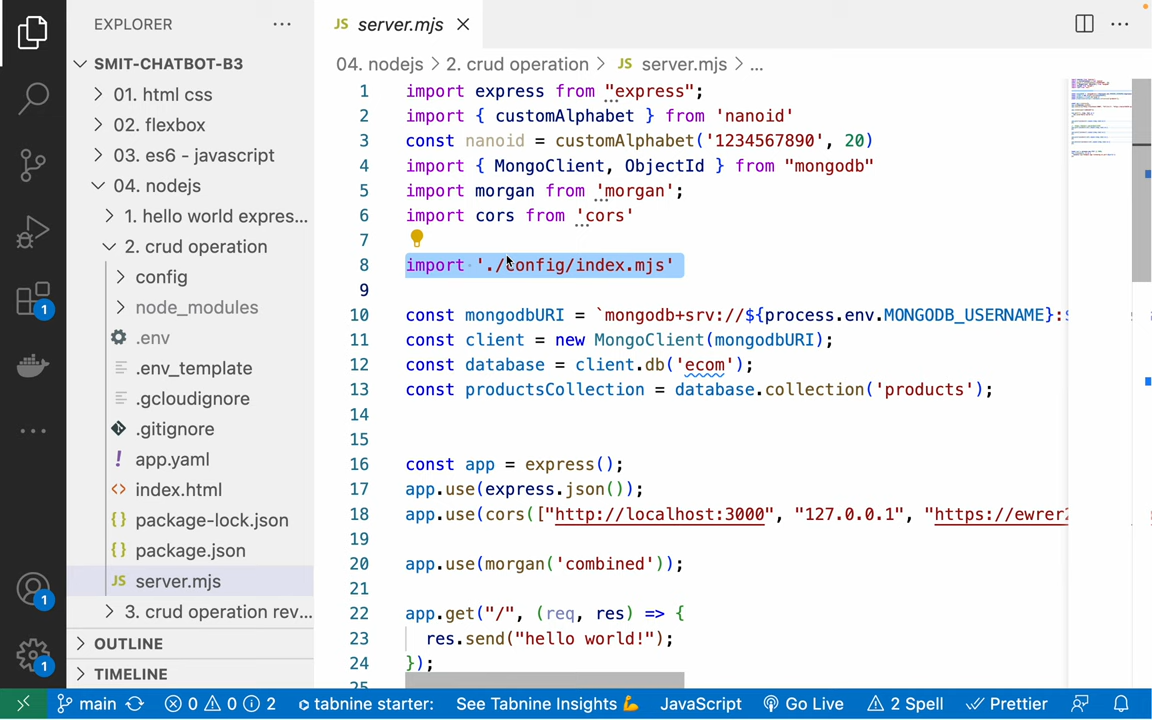 EXPLORER
SMIT-CHATBOT-B3
01. html css
02. flexbox
03. es6 - javascript
04. nodejs
1. hello world expres...
2. crud operation
config
node_modules
.env
.env_template
.gcloudignore
.gitignore
app.yaml
index.html
package-lock.json
package.json
JS server.mjs
3. crud operation rev...
OUTLINE
TIMELINE
1
1
1
JS server.mjs
04. nodejs > 2. crud operation > JS server.mjs > ...
1 import express from "express";
2 import { customAlphabet } from 'nanoid'
3 const nanoid = customAlphabet('1234567890', 20)
4 import { MongoClient, ObjectId } from "mongodb"
5 import morgan from 'morgan';
6 import cors from 'cors'
7
8 import './config/index.mjs'
9
10 const mongodbURI = `mongodb+srv://${process.env.MONGODB_USERNAME}:$
11 const client = new MongoClient(mongodbURI);
12 const database = client.db('ecom');
13 const productsCollection = database.collection('products');
14
15
16 const app = express();
17 app.use(express.json());
18 app.use(cors(["http://localhost:3000", "127.0.0.1", "https://ewrer2
19
20 app.use(morgan('combined'));
21
22 app.get("/", (req, res) => {
23 res.send("hello world!");
24 });
25
main 0 0 2 tabnine starter: See Tabnine Insights 💪 JavaScript Go Live 2 Spell Prettier